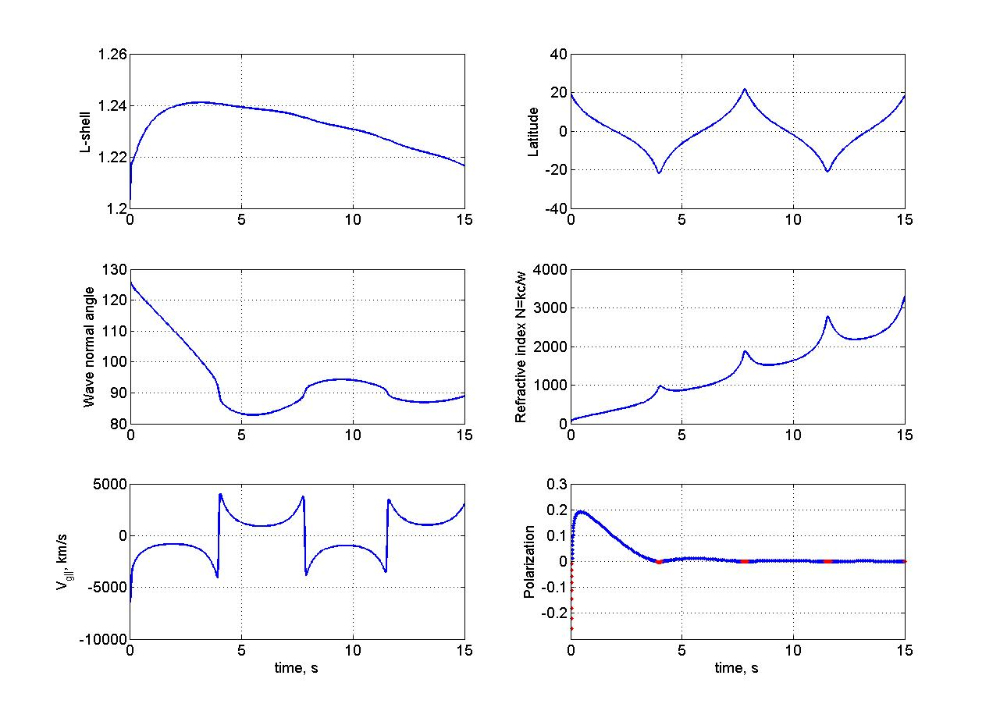 1.26
1.24
1.22
1.2
L-shell
0 5 10 15
40
20
0
-20
-40
Latitude
0 5 10 15
130
120
110
100
90
80
Wave normal angle
0 5 10 15
4000
3000
2000
1000
0
Refractive index N=kc/w
0 5 10 15
5000
0
-5000
-10000
Vg||, km/s
0 5 10 15
time, s
0.3
0.2
0.1
0
-0.1
-0.2
Polarization
0 5 10 15
time, s